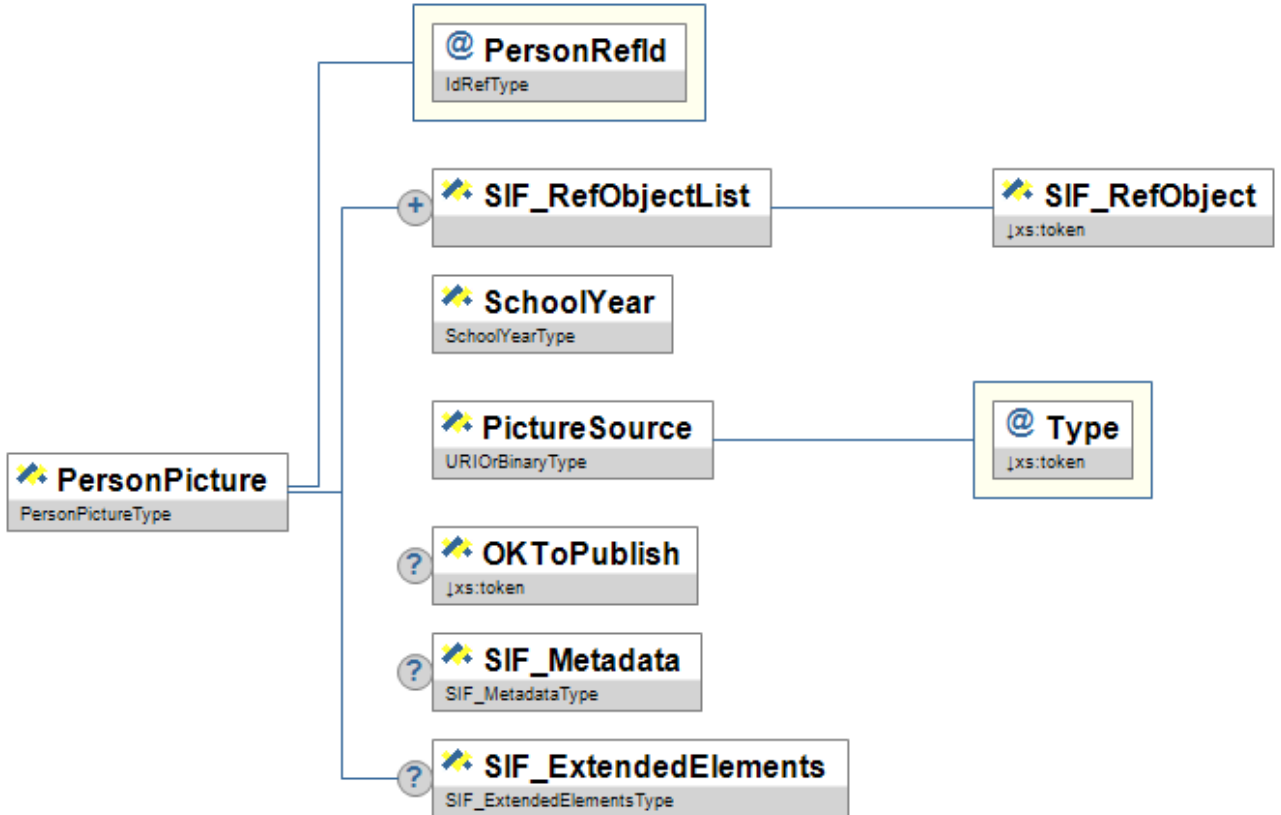 @ PersonRefId
IdRefType
+ SIF_RefObjectList
SIF_RefObject
↓xs:token
SchoolYear
SchoolYearType
PictureSource
URIOrBinaryType
@ Type
↓xs:token
PersonPicture
PersonPictureType
? OKToPublish
↓xs:token
? SIF_Metadata
SIF_MetadataType
? SIF_ExtendedElements
SIF_ExtendedElementsType